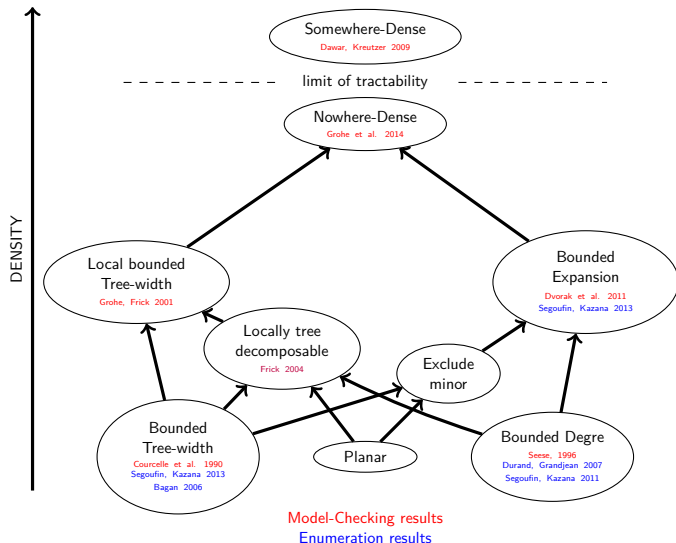 Somewhere-Dense
Dawar, Kreutzer 2009
limit of tractability
Nowhere-Dense
Grohe et al. 2014
DENSITY
Local bounded
Tree-width
Grohe, Frick 2001
Bounded
Expansion
Dvorak et al. 2011
Segoufin, Kazana 2013
Locally tree
decomposable
Frick 2004
Exclude
minor
Bounded
Tree-width
Courcelle et al. 1990
Segoufin, Kazana 2013
Bagan 2006
Planar
Bounded Degre
Seese, 1996
Durand, Grandjean 2007
Segoufin, Kazana 2011
Model-Checking results
Enumeration results